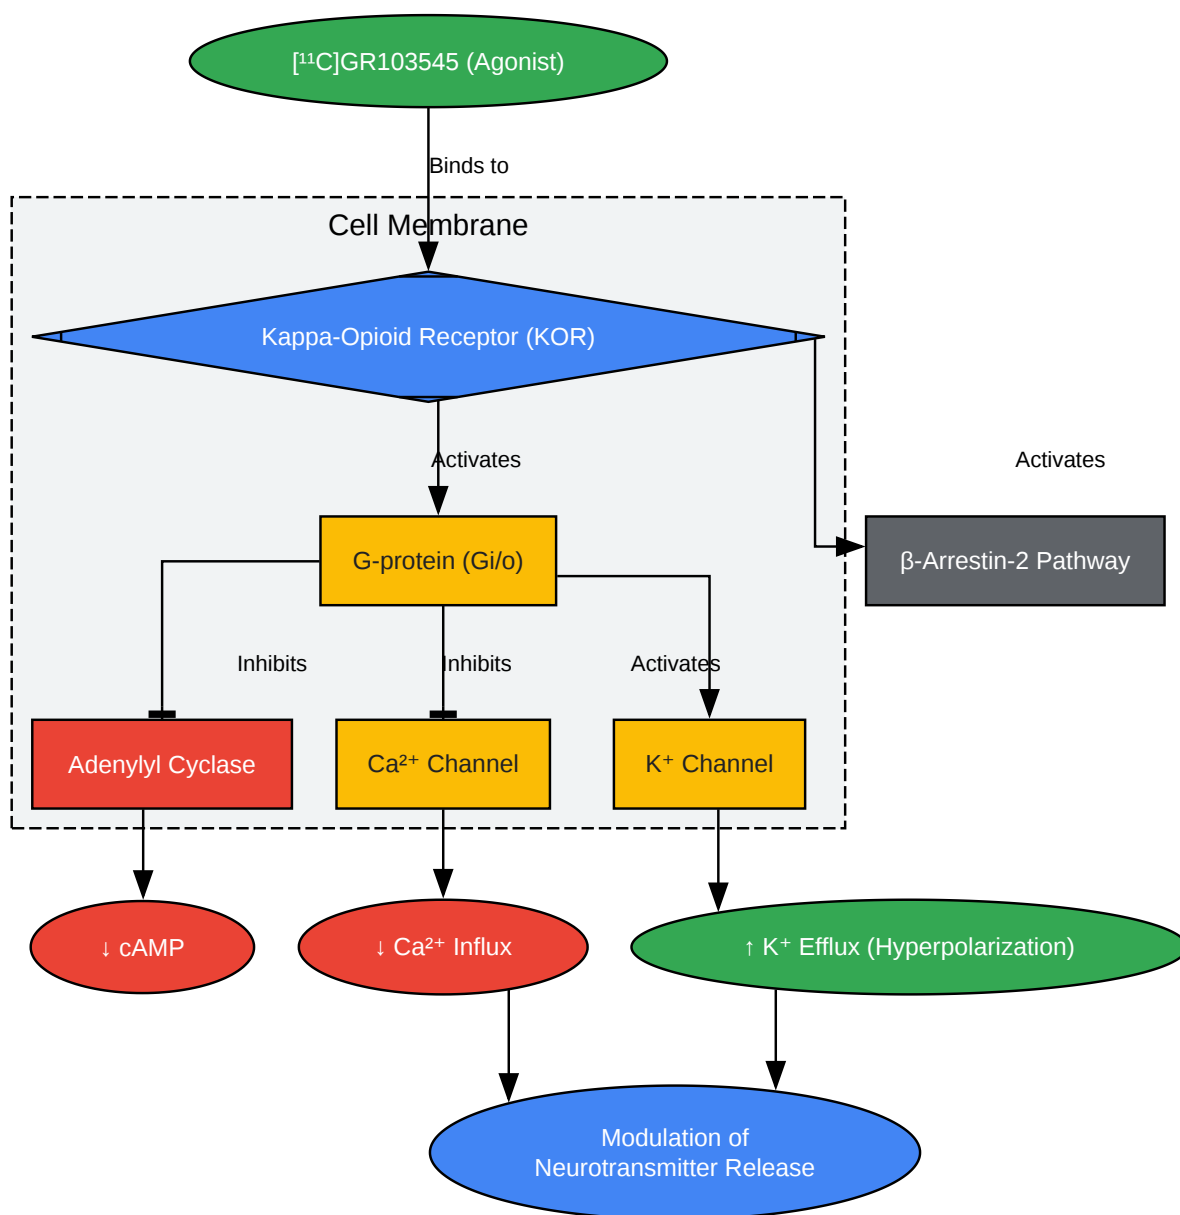 [¹¹C]GR103545 (Agonist)
Binds to
Cell Membrane
Kappa-Opioid Receptor (KOR)
Activates
Activates
G-protein (Gi/o)
β-Arrestin-2 Pathway
Inhibits
Inhibits
Activates
Adenylyl Cyclase
Ca²⁺ Channel
K⁺ Channel
↓ cAMP
↓ Ca²⁺ Influx
↑ K⁺ Efflux (Hyperpolarization)
Modulation of
Neurotransmitter Release